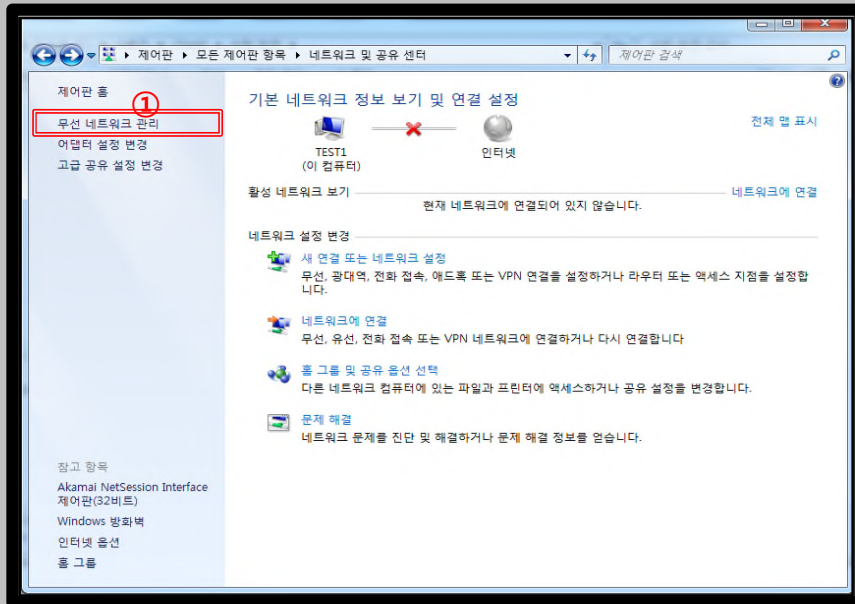 제어판 ▸ 모든 제어판 항목 ▸ 네트워크 및 공유 센터
제어판 검색
제어판 홈
①
무선 네트워크 관리
어댑터 설정 변경
고급 공유 설정 변경
기본 네트워크 정보 보기 및 연결 설정
전체 맵 표시
TEST1
(이 컴퓨터)
인터넷
활성 네트워크 보기
네트워크에 연결
현재 네트워크에 연결되어 있지 않습니다.
네트워크 설정 변경
새 연결 또는 네트워크 설정
무선, 광대역, 전화 접속, 애드혹 또는 VPN 연결을 설정하거나 라우터 또는 액세스 지점을 설정합
니다.
네트워크에 연결
무선, 유선, 전화 접속 또는 VPN 네트워크에 연결하거나 다시 연결합니다
홈 그룹 및 공유 옵션 선택
다른 네트워크 컴퓨터에 있는 파일과 프린터에 액세스하거나 공유 설정을 변경합니다.
문제 해결
네트워크 문제를 진단 및 해결하거나 문제 해결 정보를 얻습니다.
참고 항목
Akamai NetSession Interface
제어판(32비트)
Windows 방화벽
인터넷 옵션
홈 그룹